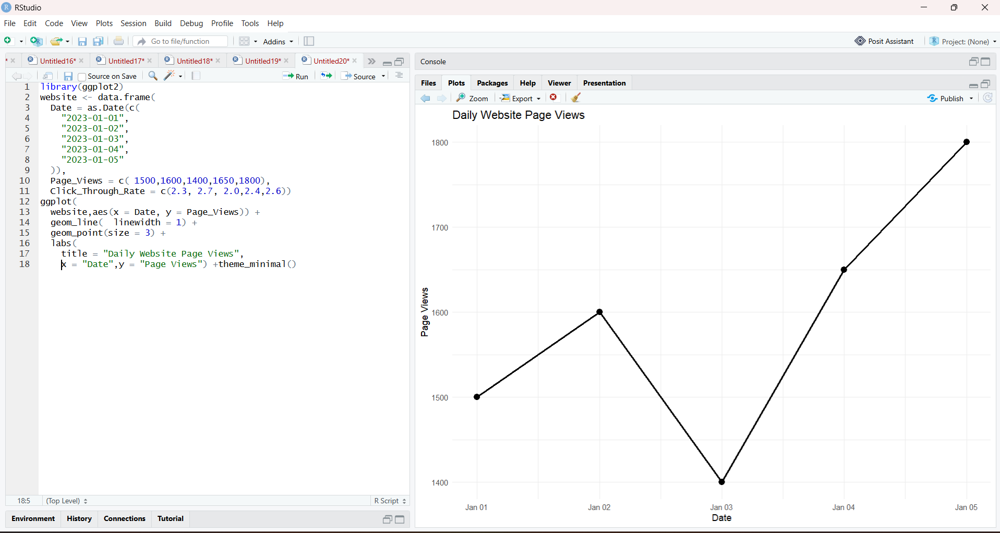 RStudio
File Edit Code View Plots Session Build Debug Profile Tools Help
Go to file/function Addins Posit Assistant Project: (None)
* Untitled16* Untitled17* Untitled18* Untitled19* Untitled20*
Source on Save Run Source
1 library(ggplot2)
2 website <- data.frame(
3   Date = as.Date(c(
4     "2023-01-01",
5     "2023-01-02",
6     "2023-01-03",
7     "2023-01-04",
8     "2023-01-05"
9   )),
10   Page_Views = c( 1500,1600,1400,1650,1800),
11   Click_Through_Rate = c(2.3, 2.7, 2.0,2.4,2.6))
12 ggplot(
13   website,aes(x = Date, y = Page_Views)) +
14   geom_line(  linewidth = 1) +
15   geom_point(size = 3) +
16   labs(
17     title = "Daily Website Page Views",
18     x = "Date",y = "Page Views") +theme_minimal()
18:5 (Top Level) R Script
Environment History Connections Tutorial
Console
Files Plots Packages Help Viewer Presentation
Zoom Export Publish
Daily Website Page Views
1800
1700
1600
1500
1400
Page Views
Jan 01 Jan 02 Jan 03 Jan 04 Jan 05
Date